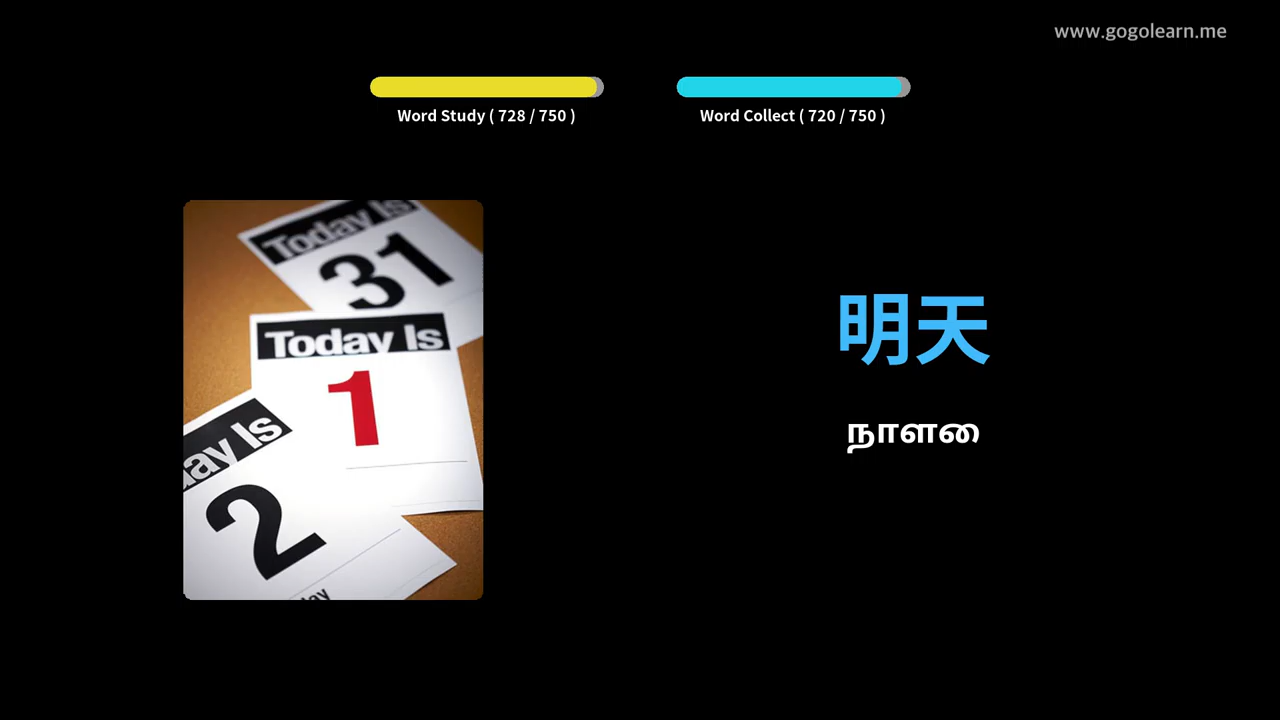 www.gogolearn.me
Word Study ( 728 / 750 )
Word Collect ( 720 / 750 )
Today Is
31
Today Is
1
ay Is
2
ay
明天
நாளை